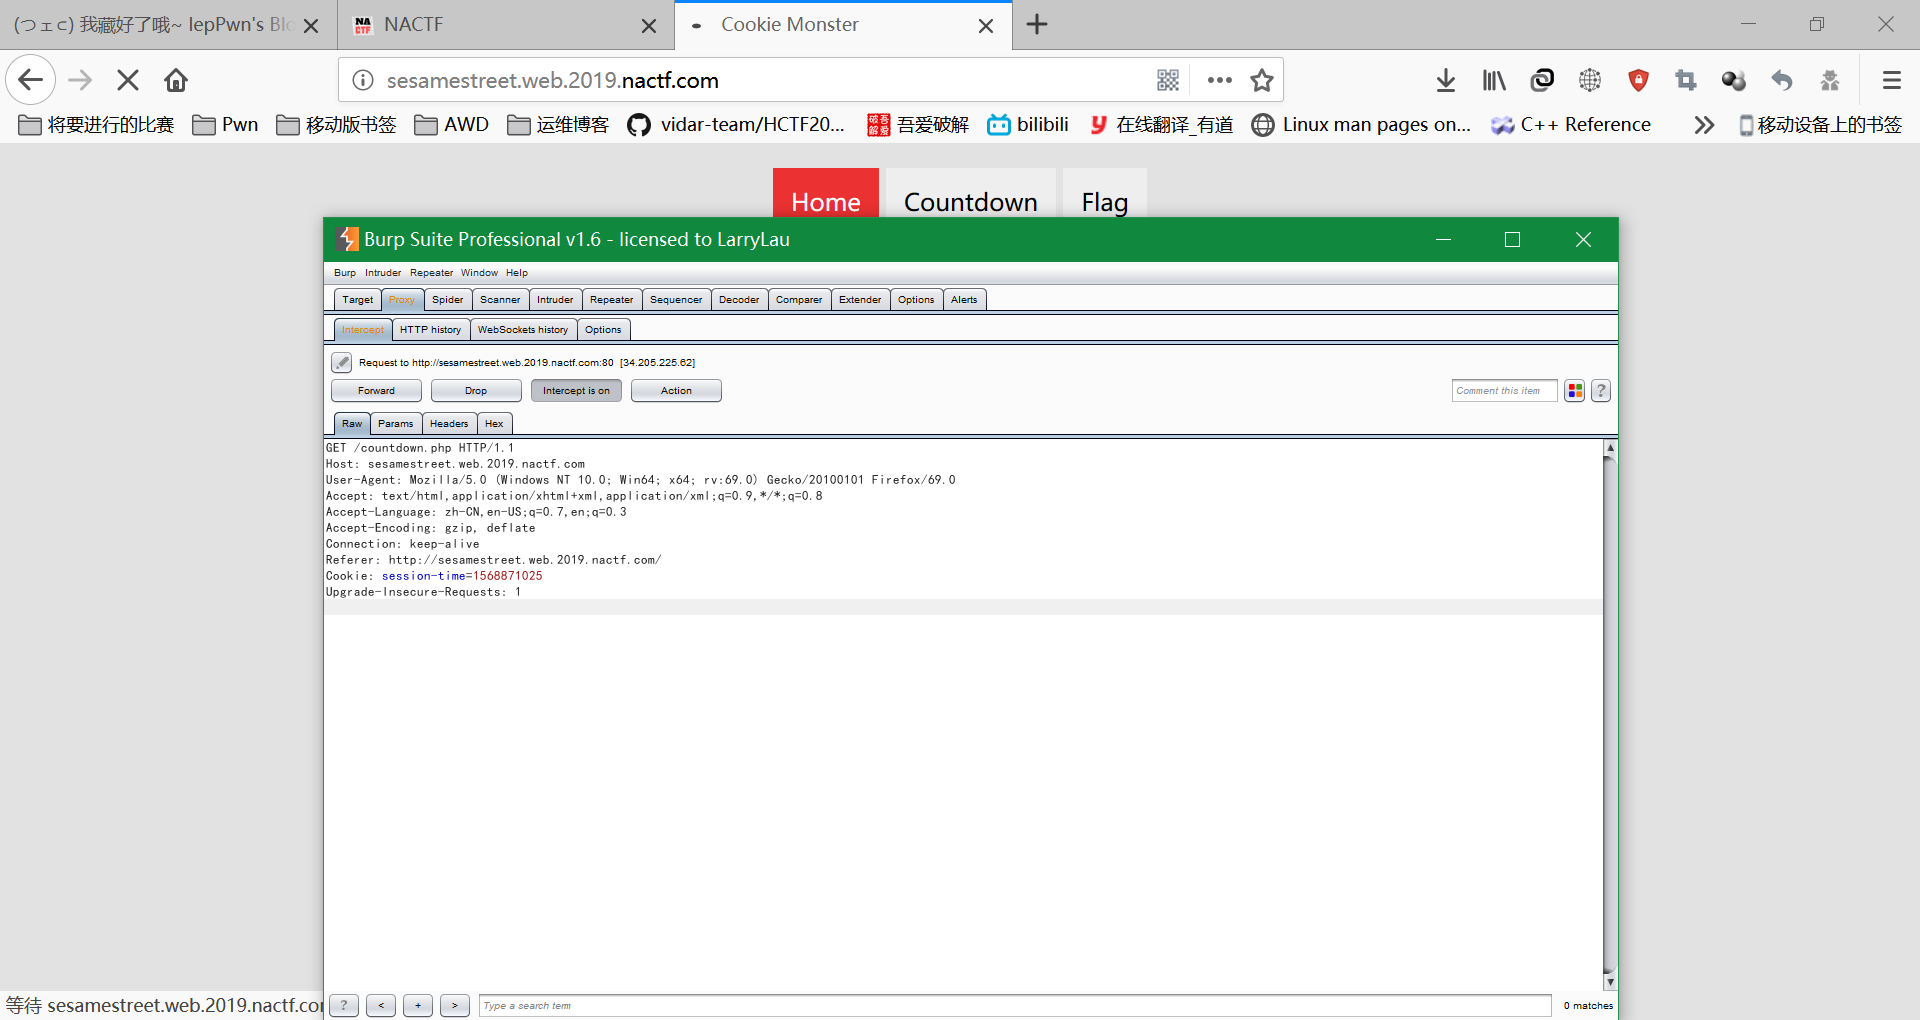 (つェ⊂) 我藏好了哦~ IepPwn's Blo
NACTF
Cookie Monster
sesamestreet.web.2019.nactf.com
将要进行的比赛
Pwn
移动版书签
AWD
运维博客
vidar-team/HCTF20...
吾爱破解
bilibili
在线翻译_有道
Linux man pages on...
C++ Reference
移动设备上的书签
Home
Countdown
Flag
Burp Suite Professional v1.6 - licensed to LarryLau
Burp Intruder Repeater Window Help
Target Proxy Spider Scanner Intruder Repeater Sequencer Decoder Comparer Extender Options Alerts
Intercept HTTP history WebSockets history Options
Request to http://sesamestreet.web.2019.nactf.com:80 [34.205.225.62]
Forward Drop Intercept is on Action Comment this item ?
Raw Params Headers Hex
GET /countdown.php HTTP/1.1
Host: sesamestreet.web.2019.nactf.com
User-Agent: Mozilla/5.0 (Windows NT 10.0; Win64; x64; rv:69.0) Gecko/20100101 Firefox/69.0
Accept: text/html,application/xhtml+xml,application/xml;q=0.9,*/*;q=0.8
Accept-Language: zh-CN,en-US;q=0.7,en;q=0.3
Accept-Encoding: gzip, deflate
Connection: keep-alive
Referer: http://sesamestreet.web.2019.nactf.com/
Cookie: session-time=1568871025
Upgrade-Insecure-Requests: 1
等待 sesamestreet.web.2019.nactf.co
? < + > Type a search term 0 matches